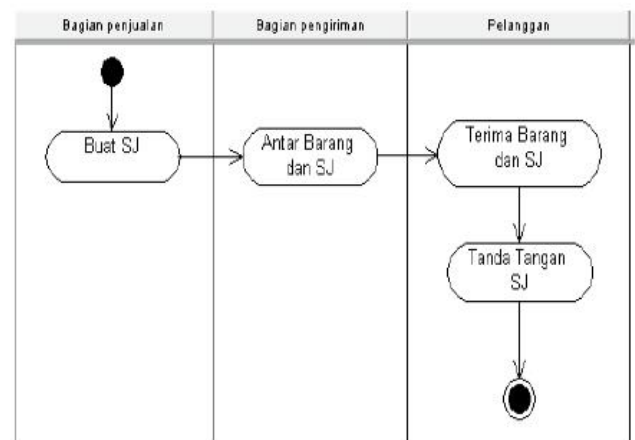 Bagian penjualan
Bagian pengiriman
Pelanggan
Buat SJ
Antar Barang
dan SJ
Terima Barang
dan SJ
Tanda Tangan
SJ